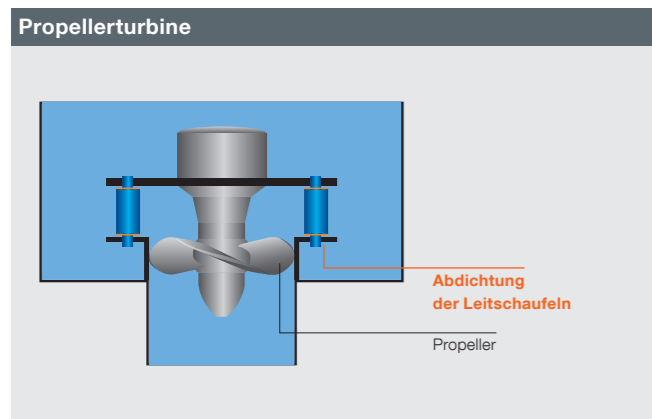 Propellerturbine
Abdichtung
der Leitschaufeln
Propeller